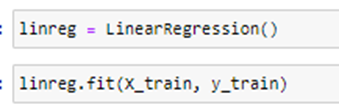 linreg = LinearRegression()
linreg.fit(X_train, y_train)